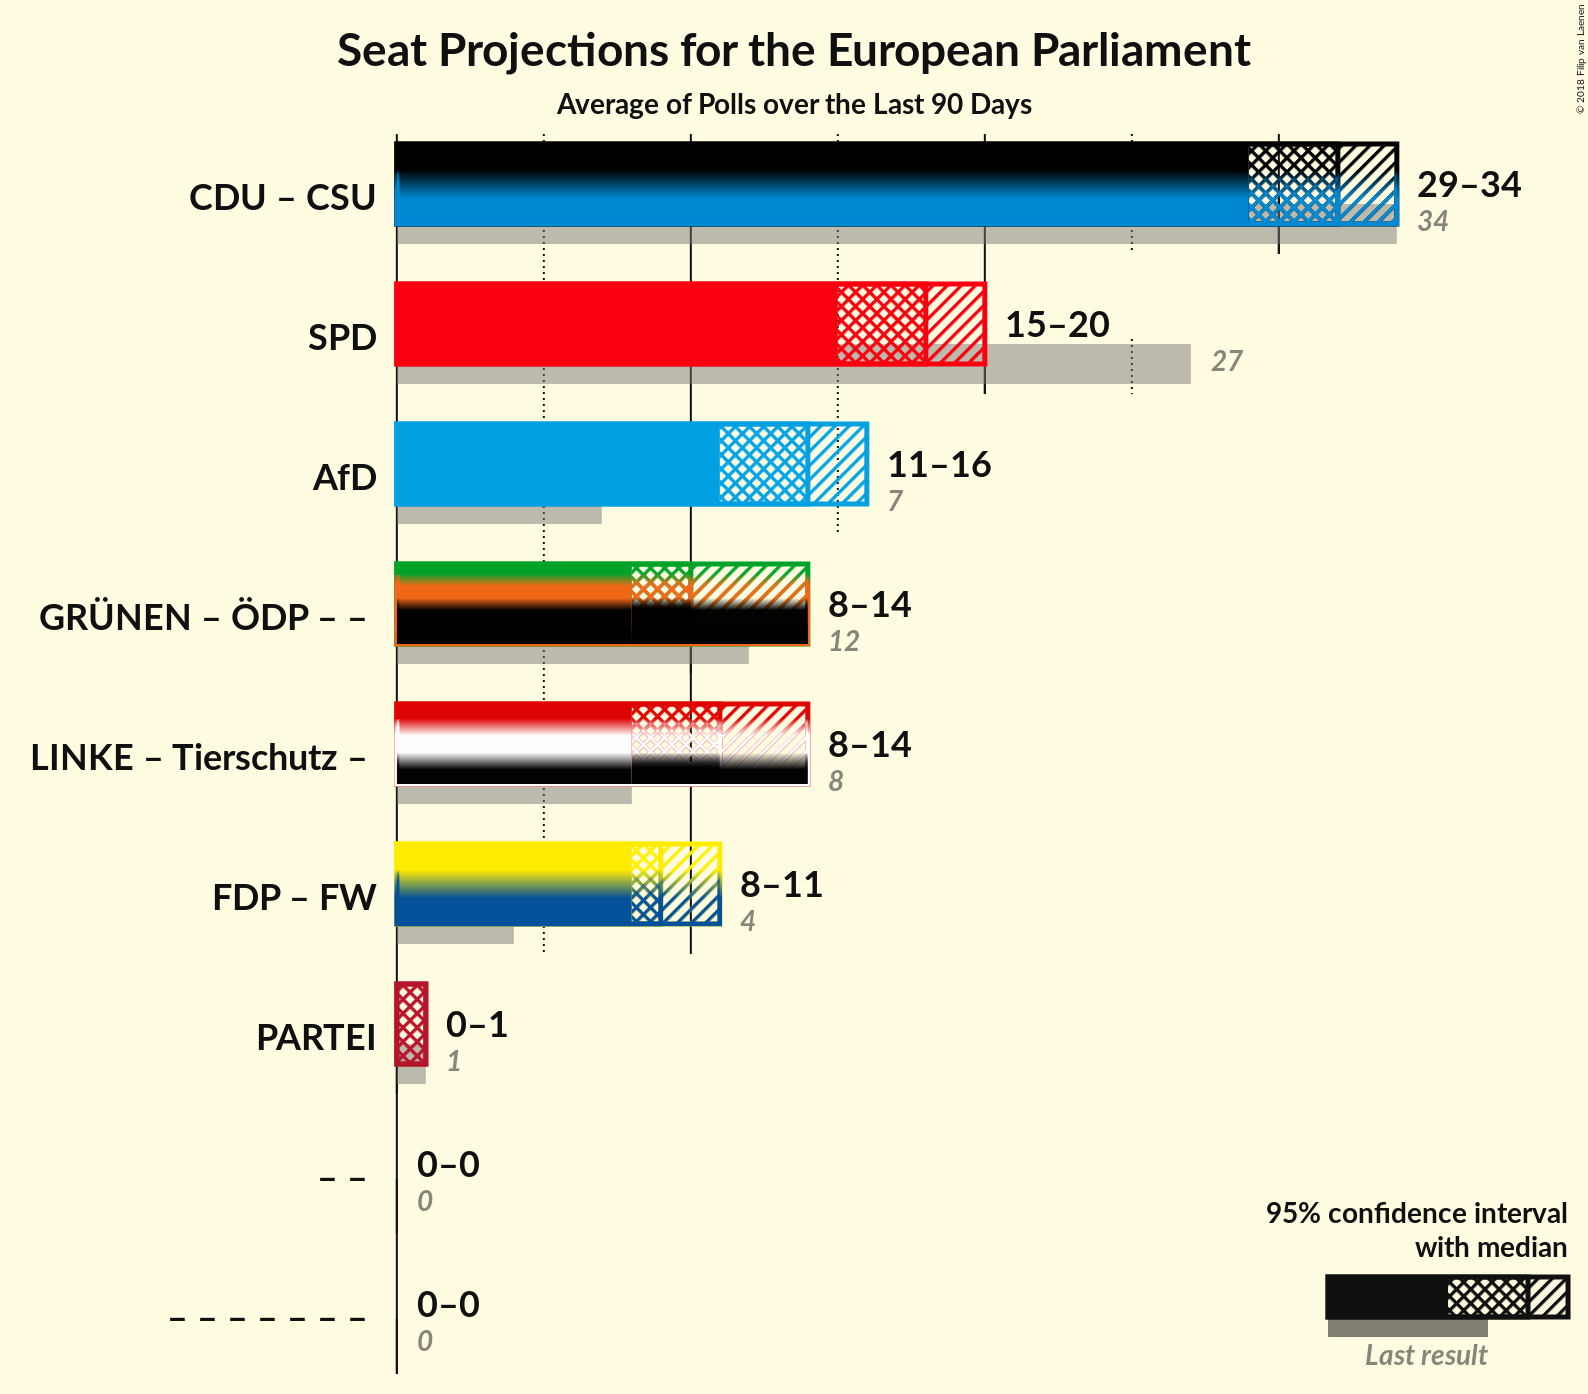 Seat Projections for the European Parliament
Average of Polls over the Last 90 Days
© 2018 Filip van Laenen
CDU – CSU
29–34
34
SPD
15–20
27
AfD
11–16
7
GRÜNEN – ÖDP – –
8–14
12
LINKE – Tierschutz –
8–14
8
FDP – FW
8–11
4
PARTEI
0–1
1
– –
0–0
0
– – – – – – –
0–0
0
95% confidence interval
with median
Last result